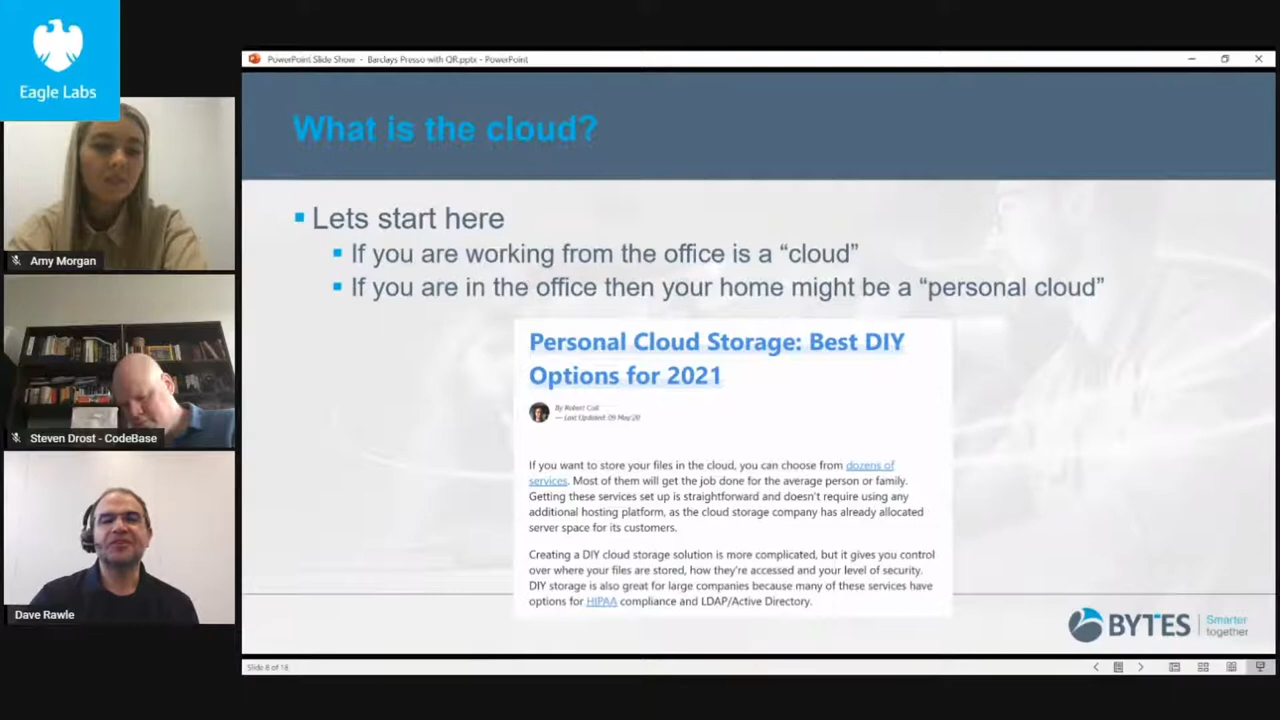 Eagle Labs
Amy Morgan
Steven Drost - CodeBase
Dave Rawle
PowerPoint Slide Show - Barclays Presso with QR.pptx - PowerPoint
What is the cloud?
Lets start here
If you are working from the office is a “cloud”
If you are in the office then your home might be a “personal cloud”
Personal Cloud Storage: Best DIY
Options for 2021
By Robert Coll
— Last Updated: 09 May'20
If you want to store your files in the cloud, you can choose from dozens of
services. Most of them will get the job done for the average person or family.
Getting these services set up is straightforward and doesn't require using any
additional hosting platform, as the cloud storage company has already allocated
server space for its customers.
Creating a DIY cloud storage solution is more complicated, but it gives you control
over where your files are stored, how they're accessed and your level of security.
DIY storage is also great for large companies because many of these services have
options for HIPAA compliance and LDAP/Active Directory.
BYTES
Smarter
together
Slide 8 of 18